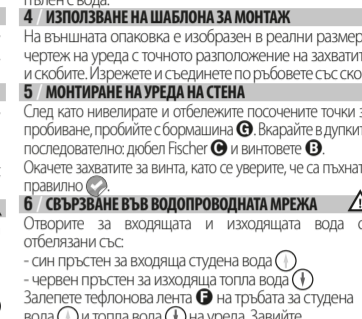 пълен с вода.
4 / ИЗПОЛЗВАНЕ НА ШАБЛОНА ЗА МОНТАЖ
На външната опаковка е изобразен в реални размер
чертеж на уреда с точното разположение на захватит
и скобите. Изрежете и съединете по ръбовете със ско
5 / МОНТИРАНЕ НА УРЕДА НА СТЕНА
След като нивелирате и отбележите посочените точки з
пробиване, пробийте с бормашина G. Вкарайте в дупкит
последователно: дюбел Fischer C и винтовете B.
Окачете захватите за винта, като се уверите, че са пъхнат
правилно
6 / СВЪРЗВАНЕ ВЪВ ВОДОПРОВОДНАТА МРЕЖА
Отворите за входящата и изходящата вода с
отбелязани със:
- син пръстен за входяща студена вода
- червен пръстен за изходяща топла вода
Залепете тефлонова лента D на тръбата за студена
вода и топла вода на уреда. Завийте